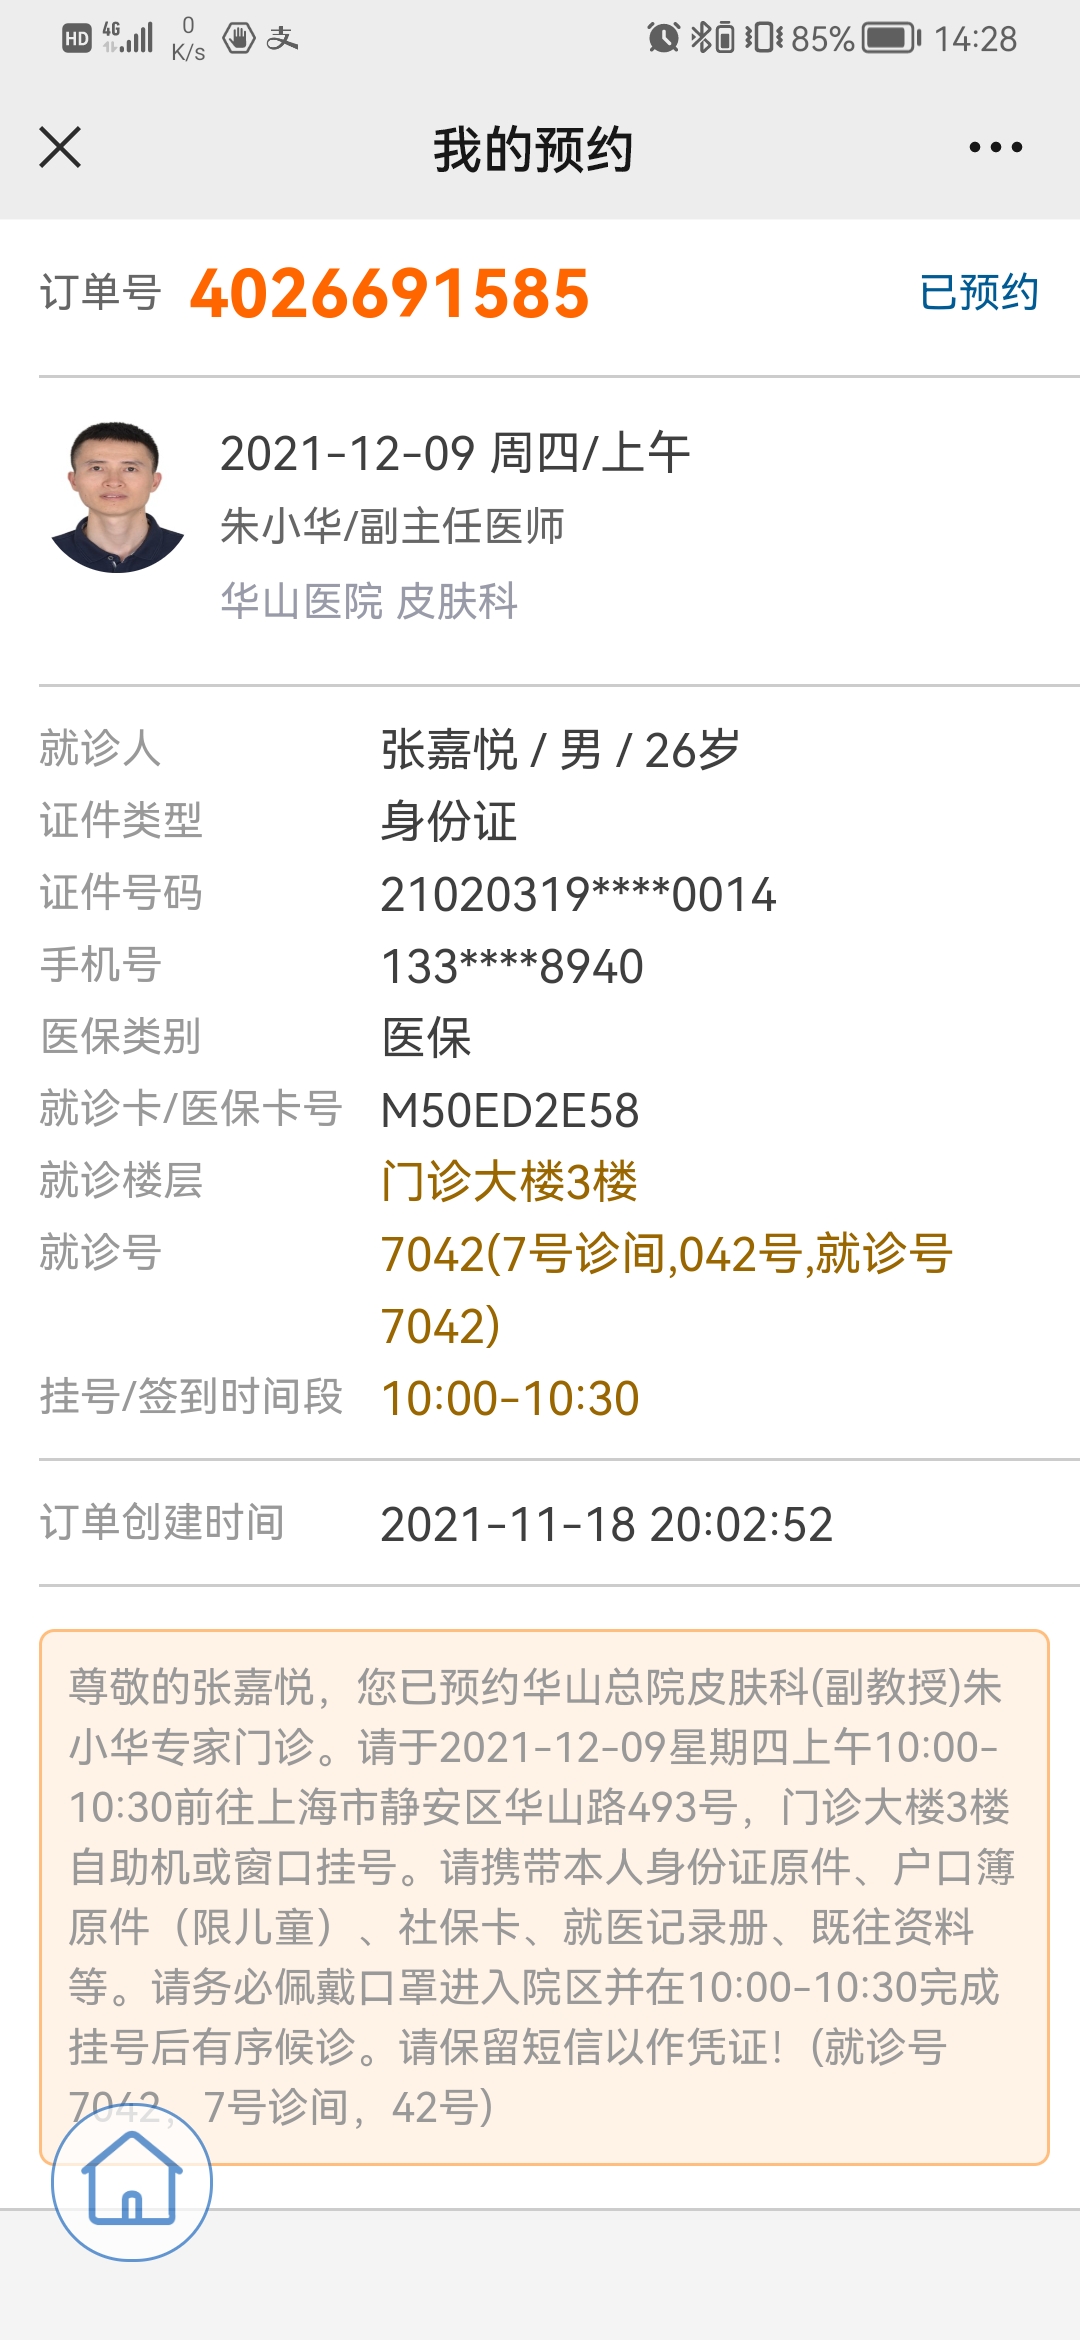 HD 4G 0 K/s 支 85% 14:28
我的预约
订单号 4026691585 已预约
2021-12-09 周四/上午
朱小华/副主任医师
华山医院 皮肤科
就诊人 张嘉悦 / 男 / 26岁
证件类型 身份证
证件号码 21020319****0014
手机号 133****8940
医保类别 医保
就诊卡/医保卡号 M50ED2E58
就诊楼层 门诊大楼3楼
就诊号 7042(7号诊间,042号,就诊号
7042)
挂号/签到时间段 10:00-10:30
订单创建时间 2021-11-18 20:02:52
尊敬的张嘉悦，您已预约华山总院皮肤科(副教授)朱
小华专家门诊。请于2021-12-09星期四上午10:00-
10:30前往上海市静安区华山路493号，门诊大楼3楼
自助机或窗口挂号。请携带本人身份证原件、户口簿
原件（限儿童）、社保卡、就医记录册、既往资料
等。请务必佩戴口罩进入院区并在10:00-10:30完成
挂号后有序候诊。请保留短信以作凭证！(就诊号
7042，7号诊间，42号)